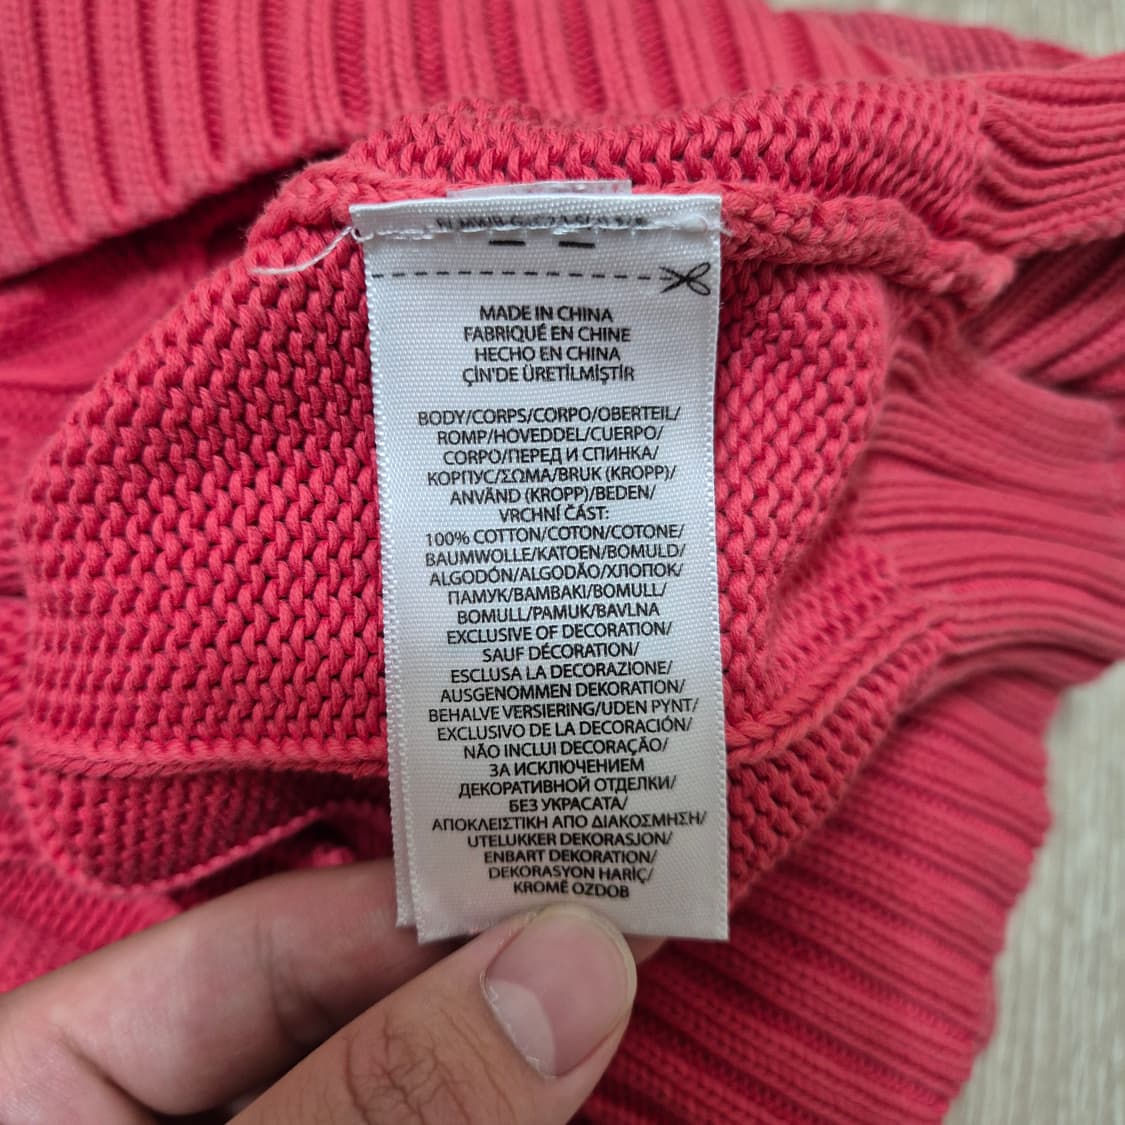 MADE IN CHINA
FABRIQUÉ EN CHINE
HECHO EN CHINA
ÇİN'DE ÜRETİLMİŞTİR
BODY/CORPS/CORPO/OBERTEIL/
ROMP/HOVEDDEL/CUERPO/
CORPO/ПЕРЕД И СПИНКА/
КОРПУС/ΣΩΜΑ/BRUK (KROPP)/
ANVÄND (KROPP)/BEDEN/
VRCHNÍ ČÁST:
100% COTTON/COTON/COTONE/
BAUMWOLLE/KATOEN/BOMULD/
ALGODÓN/ALGODÃO/ХЛОПОК/
ПАМУК/BAMBAKI/BOMULL/
BOMULL/PAMUK/BAVLNA
EXCLUSIVE OF DECORATION/
SAUF DÉCORATION/
ESCLUSA LA DECORAZIONE/
AUSGENOMMEN DEKORATION/
BEHALVE VERSIERING/UDEN PYNT/
EXCLUSIVO DE LA DECORACIÓN/
NÃO INCLUI DECORAÇÃO/
ЗА ИСКЛЮЧЕНИЕМ
ДЕКОРАТИВНОЙ ОТДЕЛКИ/
БЕЗ УКРАСАТА/
ΑΠΟΚΛΕΙΣΤΙΚΗ ΑΠΟ ΔΙΑΚΟΣΜΗΣΗ/
UTELUKKER DEKORASJON/
ENBART DEKORATION/
DEKORASYON HARİÇ/
KROMĚ OZDOB